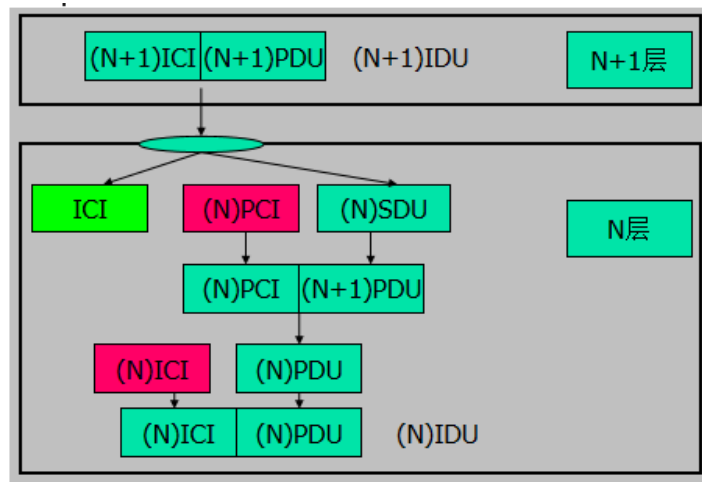 (N+1)ICI (N+1)PDU (N+1)IDU N+1层
ICI (N)PCI (N)SDU N层
(N)PCI (N+1)PDU
(N)ICI (N)PDU
(N)ICI (N)PDU (N)IDU